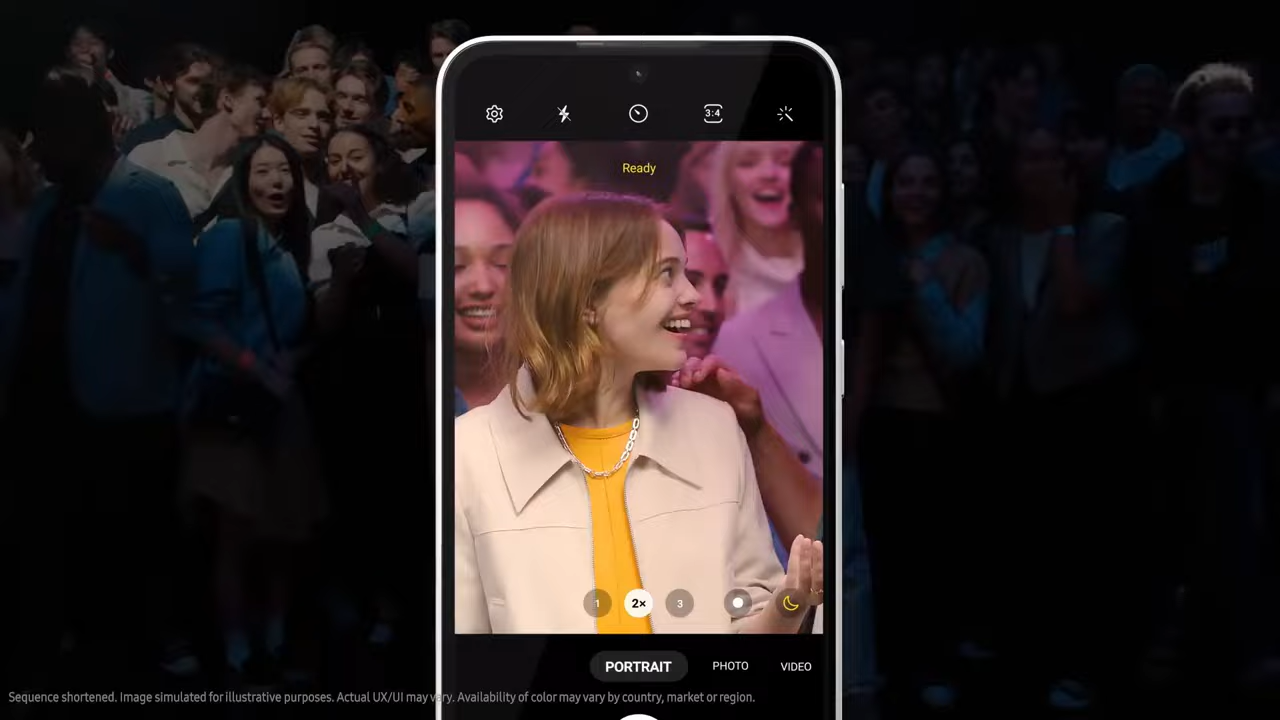 3:4
Ready
1 2× 3
PORTRAIT PHOTO VIDEO
Sequence shortened. Image simulated for illustrative purposes. Actual UX/UI may vary. Availability of color may vary by country, market or region.